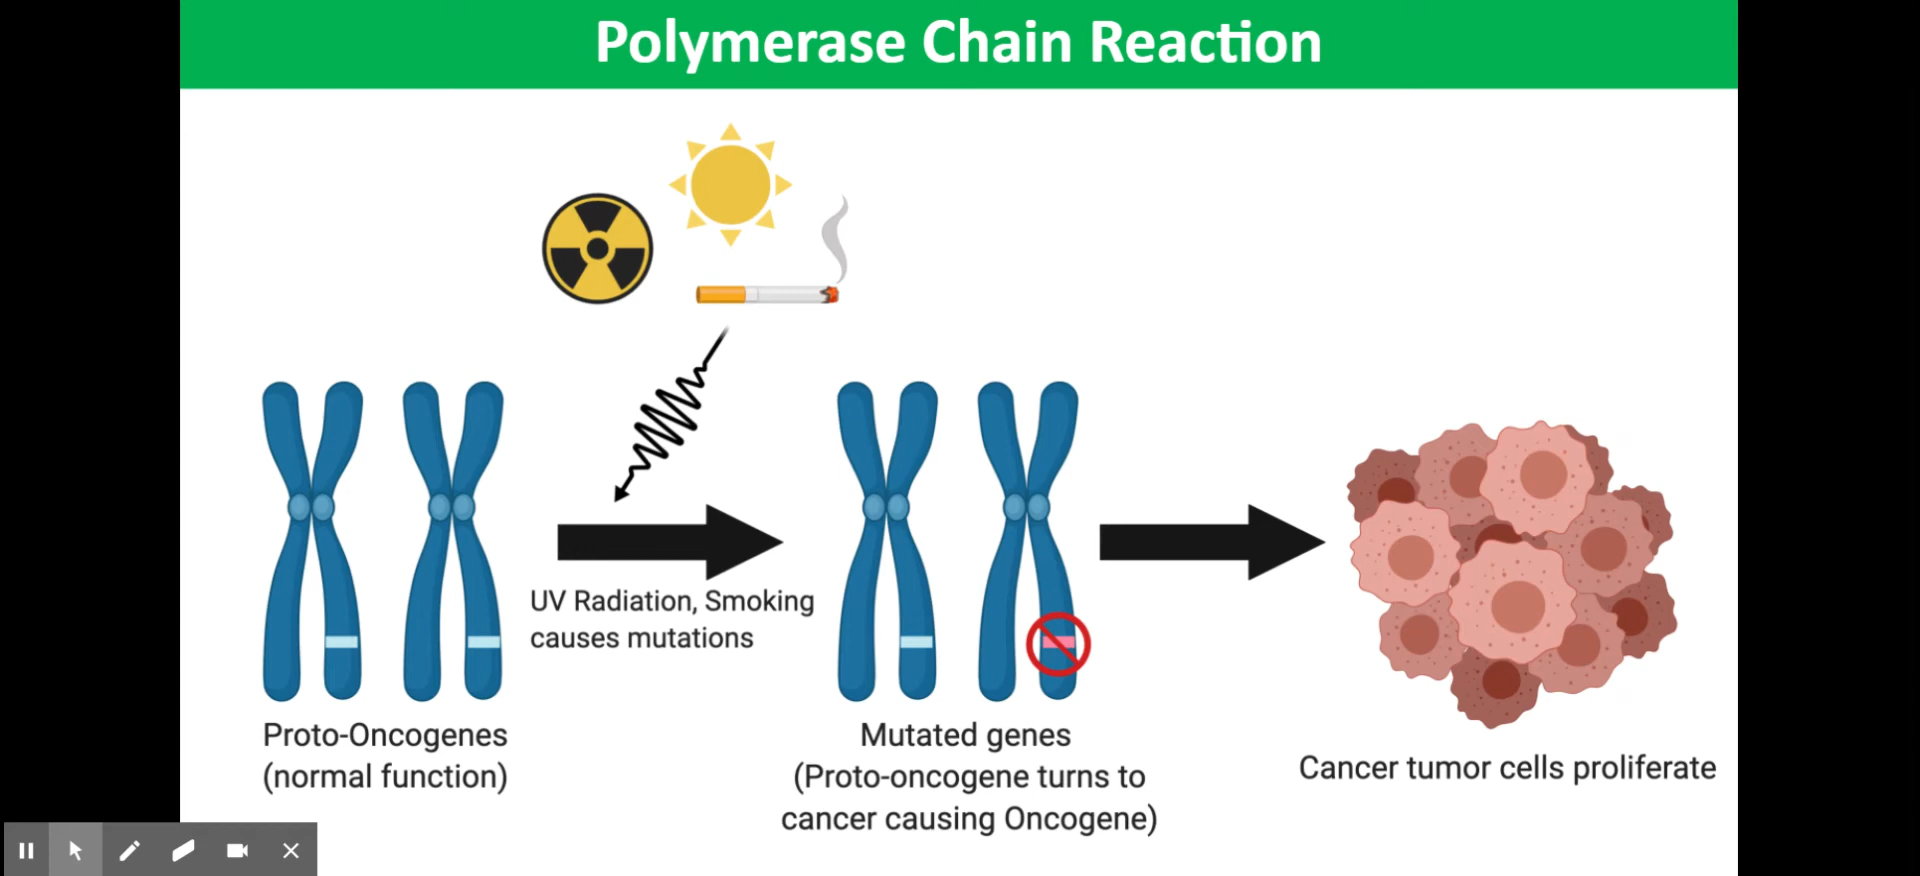 Polymerase Chain Reaction
UV Radiation, Smoking
causes mutations
Proto-Oncogenes
(normal function)
Mutated genes
(Proto-oncogene turns to
cancer causing Oncogene)
Cancer tumor cells proliferate